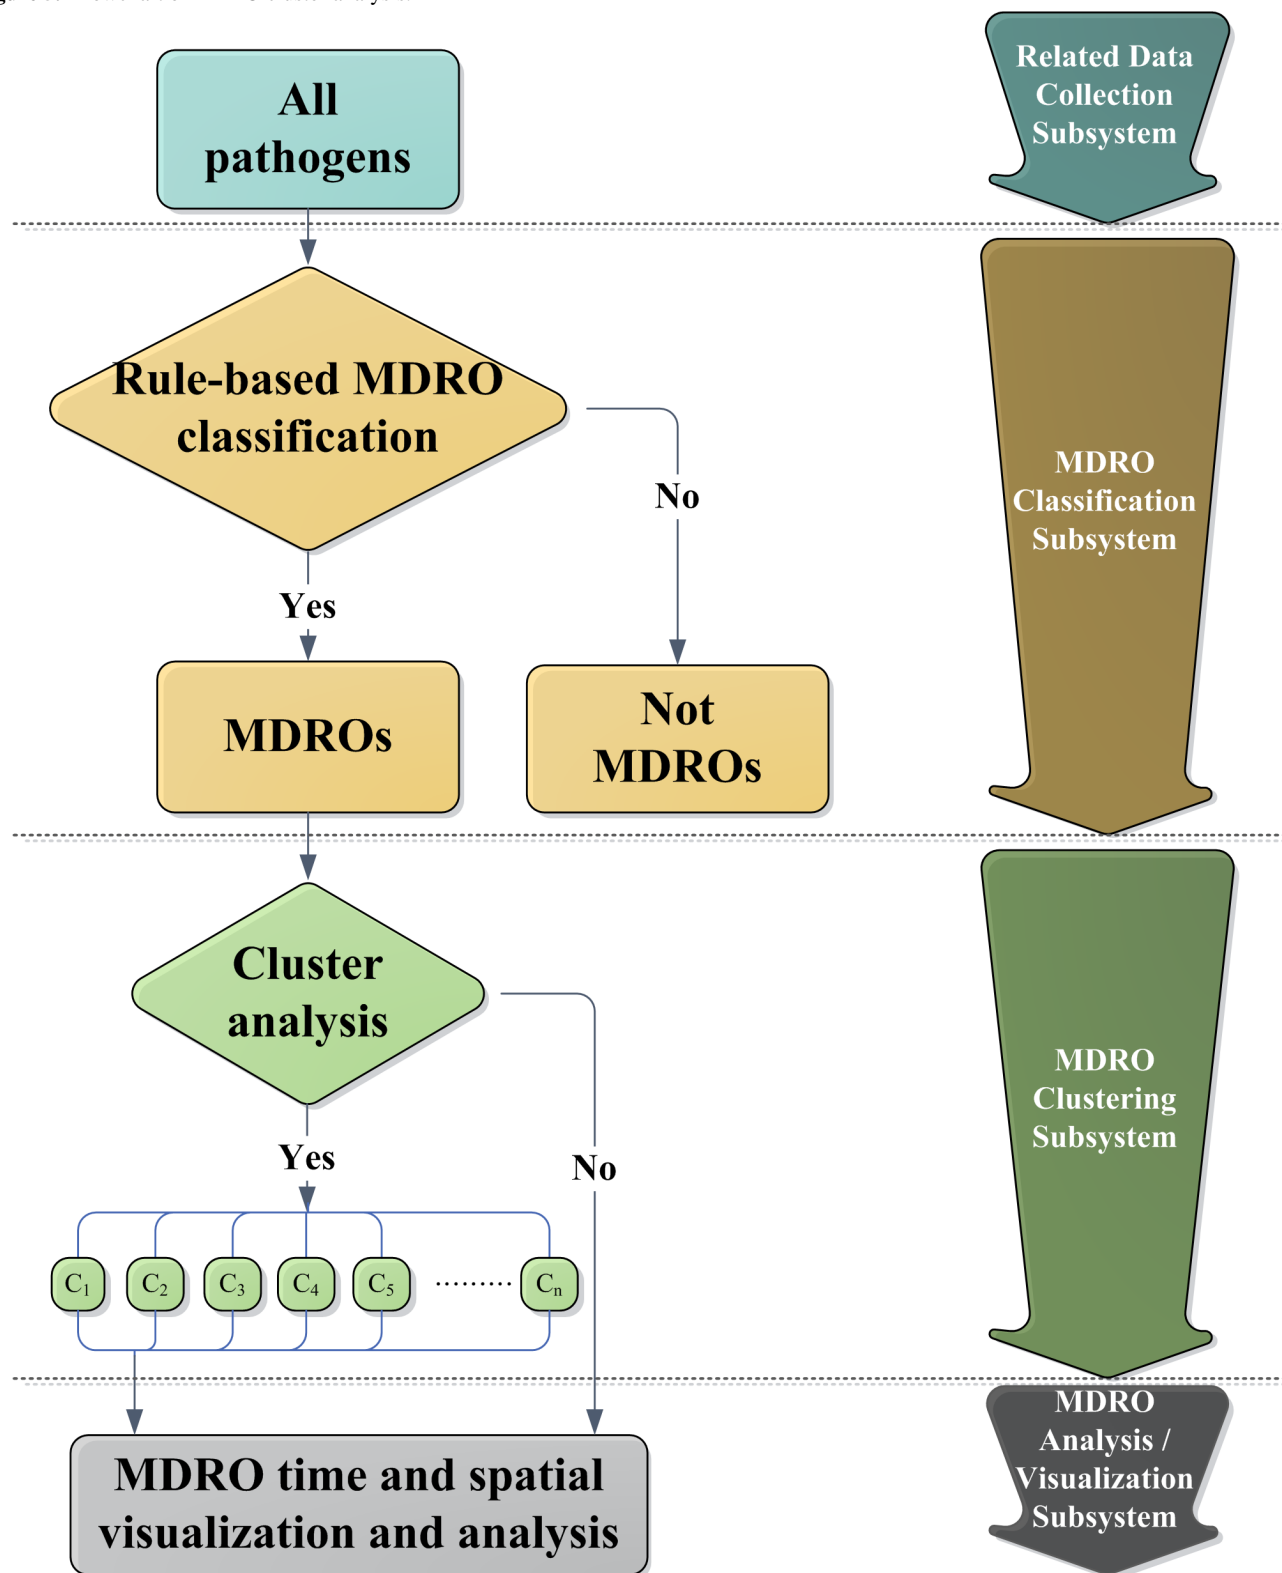 All
pathogens
Related Data
Collection
Subsystem
Rule-based MDRO
classification
No
Yes
MDROs
Not
MDROs
MDRO
Classification
Subsystem
Cluster
analysis
Yes
No
C1 C2 C3 C4 C5 ········· Cn
MDRO
Clustering
Subsystem
MDRO time and spatial
visualization and analysis
MDRO
Analysis /
Visualization
Subsystem